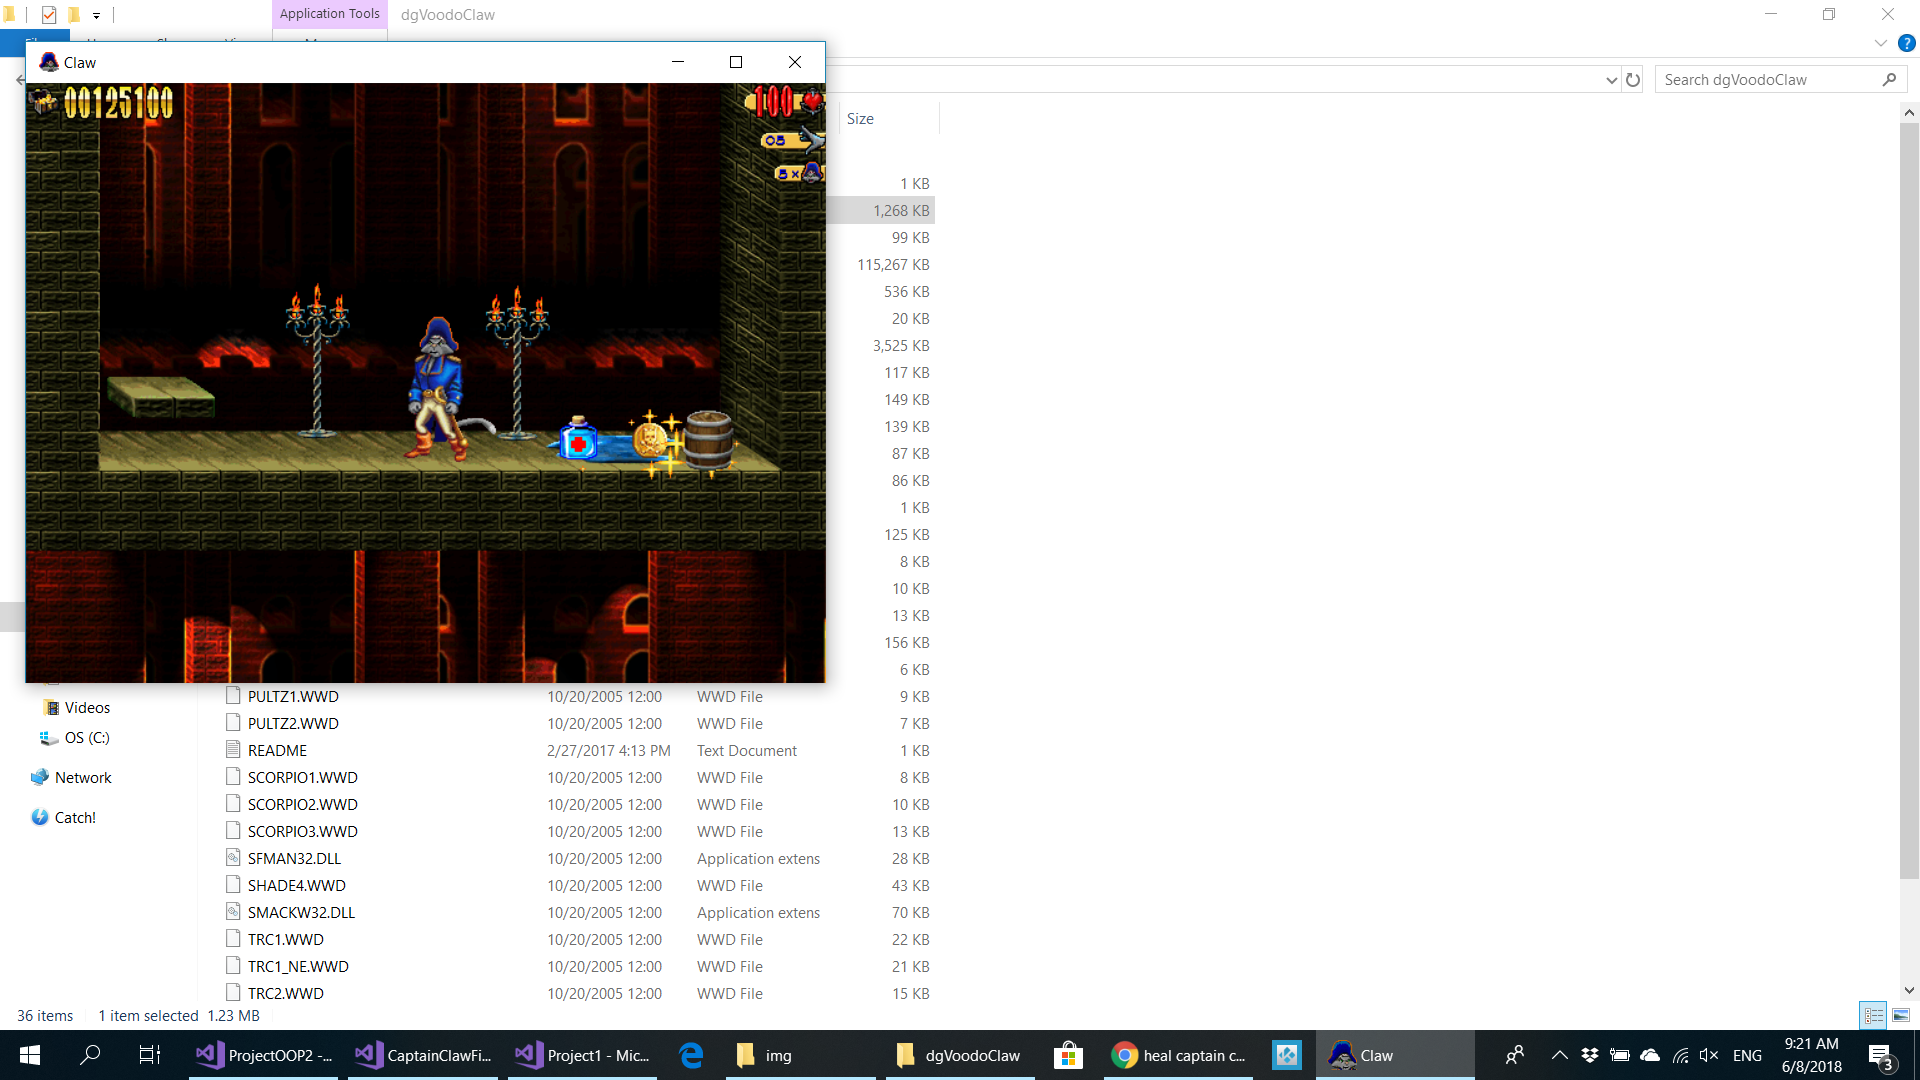 Application Tools
dgVoodoClaw
Claw
Search dgVoodoClaw
00125100
100
05
5 x
Size
1 KB
1,268 KB
99 KB
115,267 KB
536 KB
20 KB
3,525 KB
117 KB
149 KB
139 KB
87 KB
86 KB
1 KB
125 KB
8 KB
10 KB
13 KB
156 KB
6 KB
PULTZ1.WWD 10/20/2005 12:00 WWD File 9 KB
Videos
PULTZ2.WWD 10/20/2005 12:00 WWD File 7 KB
OS (C:)
README 2/27/2017 4:13 PM Text Document 1 KB
Network
SCORPIO1.WWD 10/20/2005 12:00 WWD File 8 KB
SCORPIO2.WWD 10/20/2005 12:00 WWD File 10 KB
Catch!
SCORPIO3.WWD 10/20/2005 12:00 WWD File 13 KB
SFMAN32.DLL 10/20/2005 12:00 Application extens 28 KB
SHADE4.WWD 10/20/2005 12:00 WWD File 43 KB
SMACKW32.DLL 10/20/2005 12:00 Application extens 70 KB
TRC1.WWD 10/20/2005 12:00 WWD File 22 KB
TRC1_NE.WWD 10/20/2005 12:00 WWD File 21 KB
TRC2.WWD 10/20/2005 12:00 WWD File 15 KB
36 items 1 item selected 1.23 MB
ProjectOOP2 -...
CaptainClawFi...
Project1 - Mic...
img
dgVoodoClaw
heal captain c...
Claw
ENG
9:21 AM
6/8/2018
3